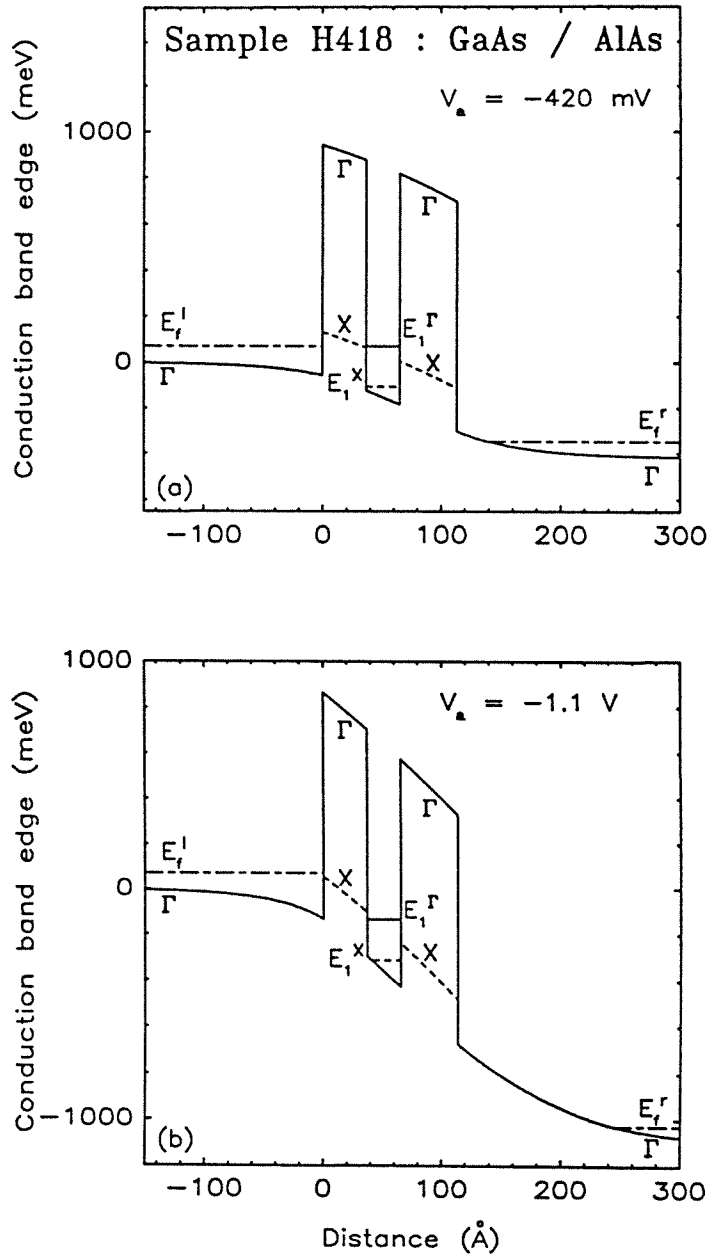 Sample H418 : GaAs / AlAs
Vₐ = −420 mV
Conduction band edge (meV)
1000
0
Γ
Γ
E_f^l
X
E_1^Γ
E_1^x
X
Γ
E_f^r
Γ
(a)
−100 0 100 200 300
1000
Vₐ = −1.1 V
Conduction band edge (meV)
0
−1000
Γ
Γ
E_f^l
X
E_1^Γ
E_1^x
X
Γ
E_f^r
Γ
(b)
−100 0 100 200 300
Distance (Å)